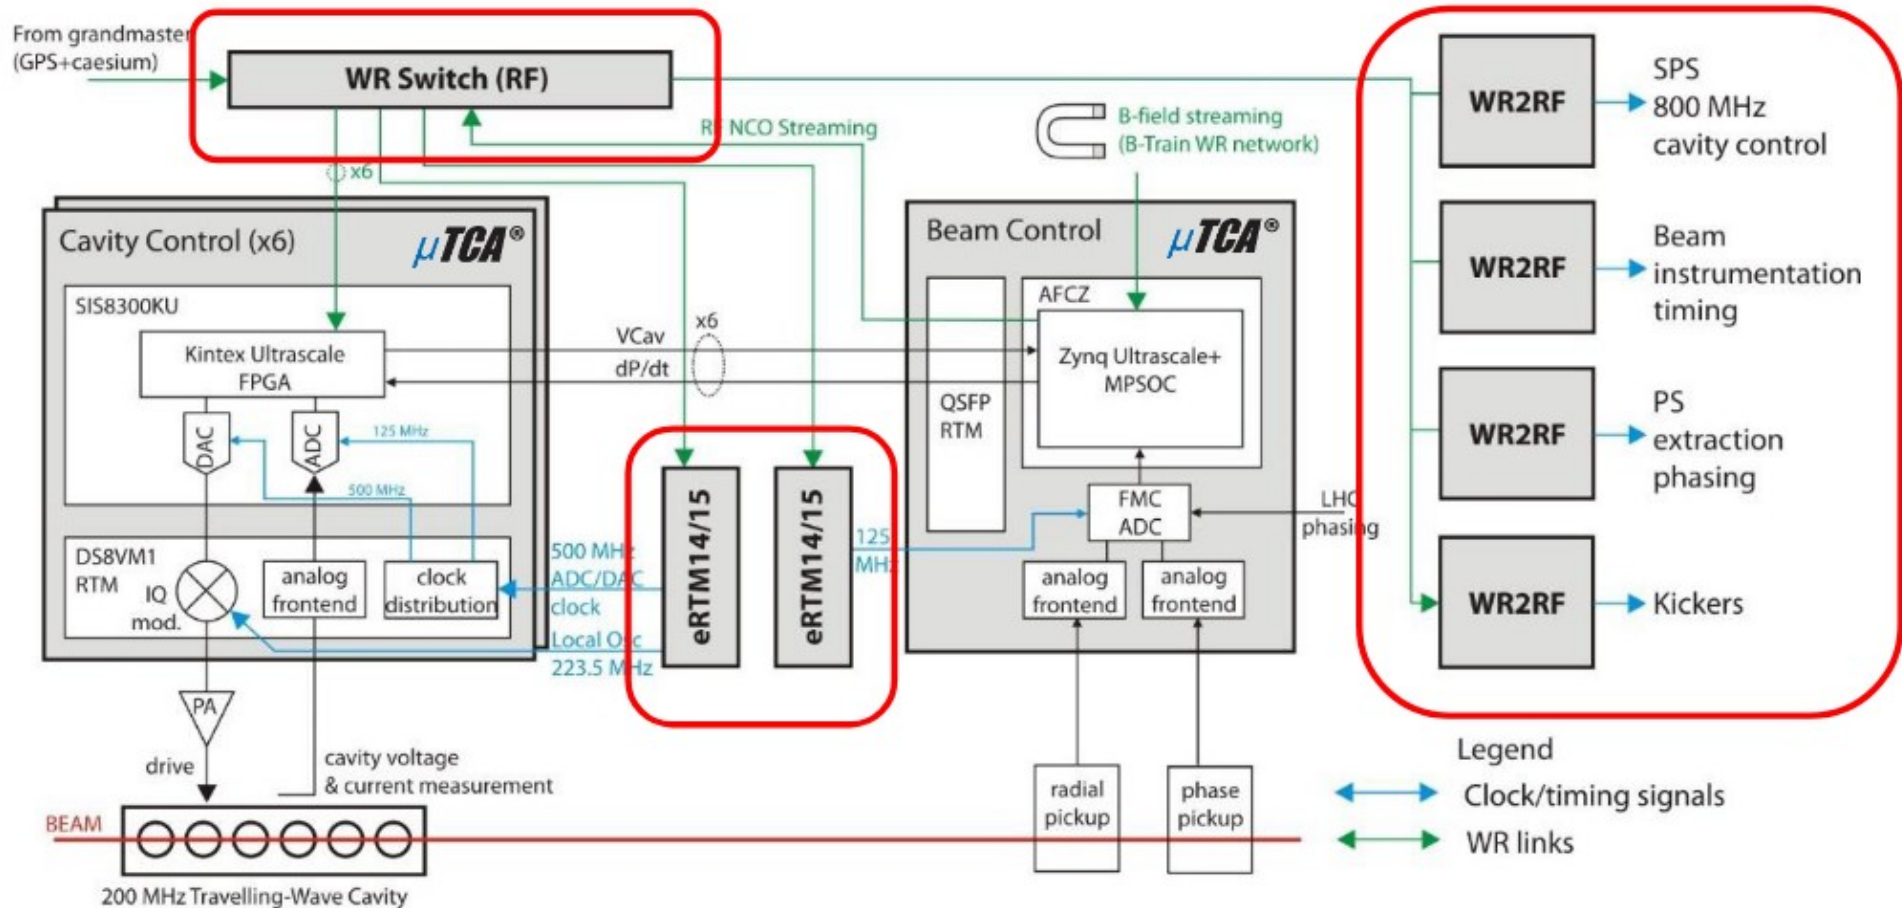 From grandmaster
(GPS+caesium)
WR Switch (RF)
RF NCO Streaming
x6
B-field streaming
(B-Train WR network)
Cavity Control (x6)
µTCA®
SIS8300KU
Kintex Ultrascale
FPGA
DAC
ADC
125 MHz
500 MHz
DS8VM1
RTM
IQ
mod.
analog
frontend
clock
distribution
PA
drive
cavity voltage
& current measurement
BEAM
200 MHz Travelling-Wave Cavity
VCav
dP/dt
x6
eRTM14/15
eRTM14/15
500 MHz
ADC/DAC
clock
Local Osc
223.5 MHz
125
MHz
Beam Control
µTCA®
AFCZ
Zynq Ultrascale+
MPSOC
QSFP
RTM
FMC
ADC
LHC
phasing
analog
frontend
analog
frontend
radial
pickup
phase
pickup
WR2RF
SPS
800 MHz
cavity control
WR2RF
Beam
instrumentation
timing
WR2RF
PS
extraction
phasing
WR2RF
Kickers
Legend
Clock/timing signals
WR links